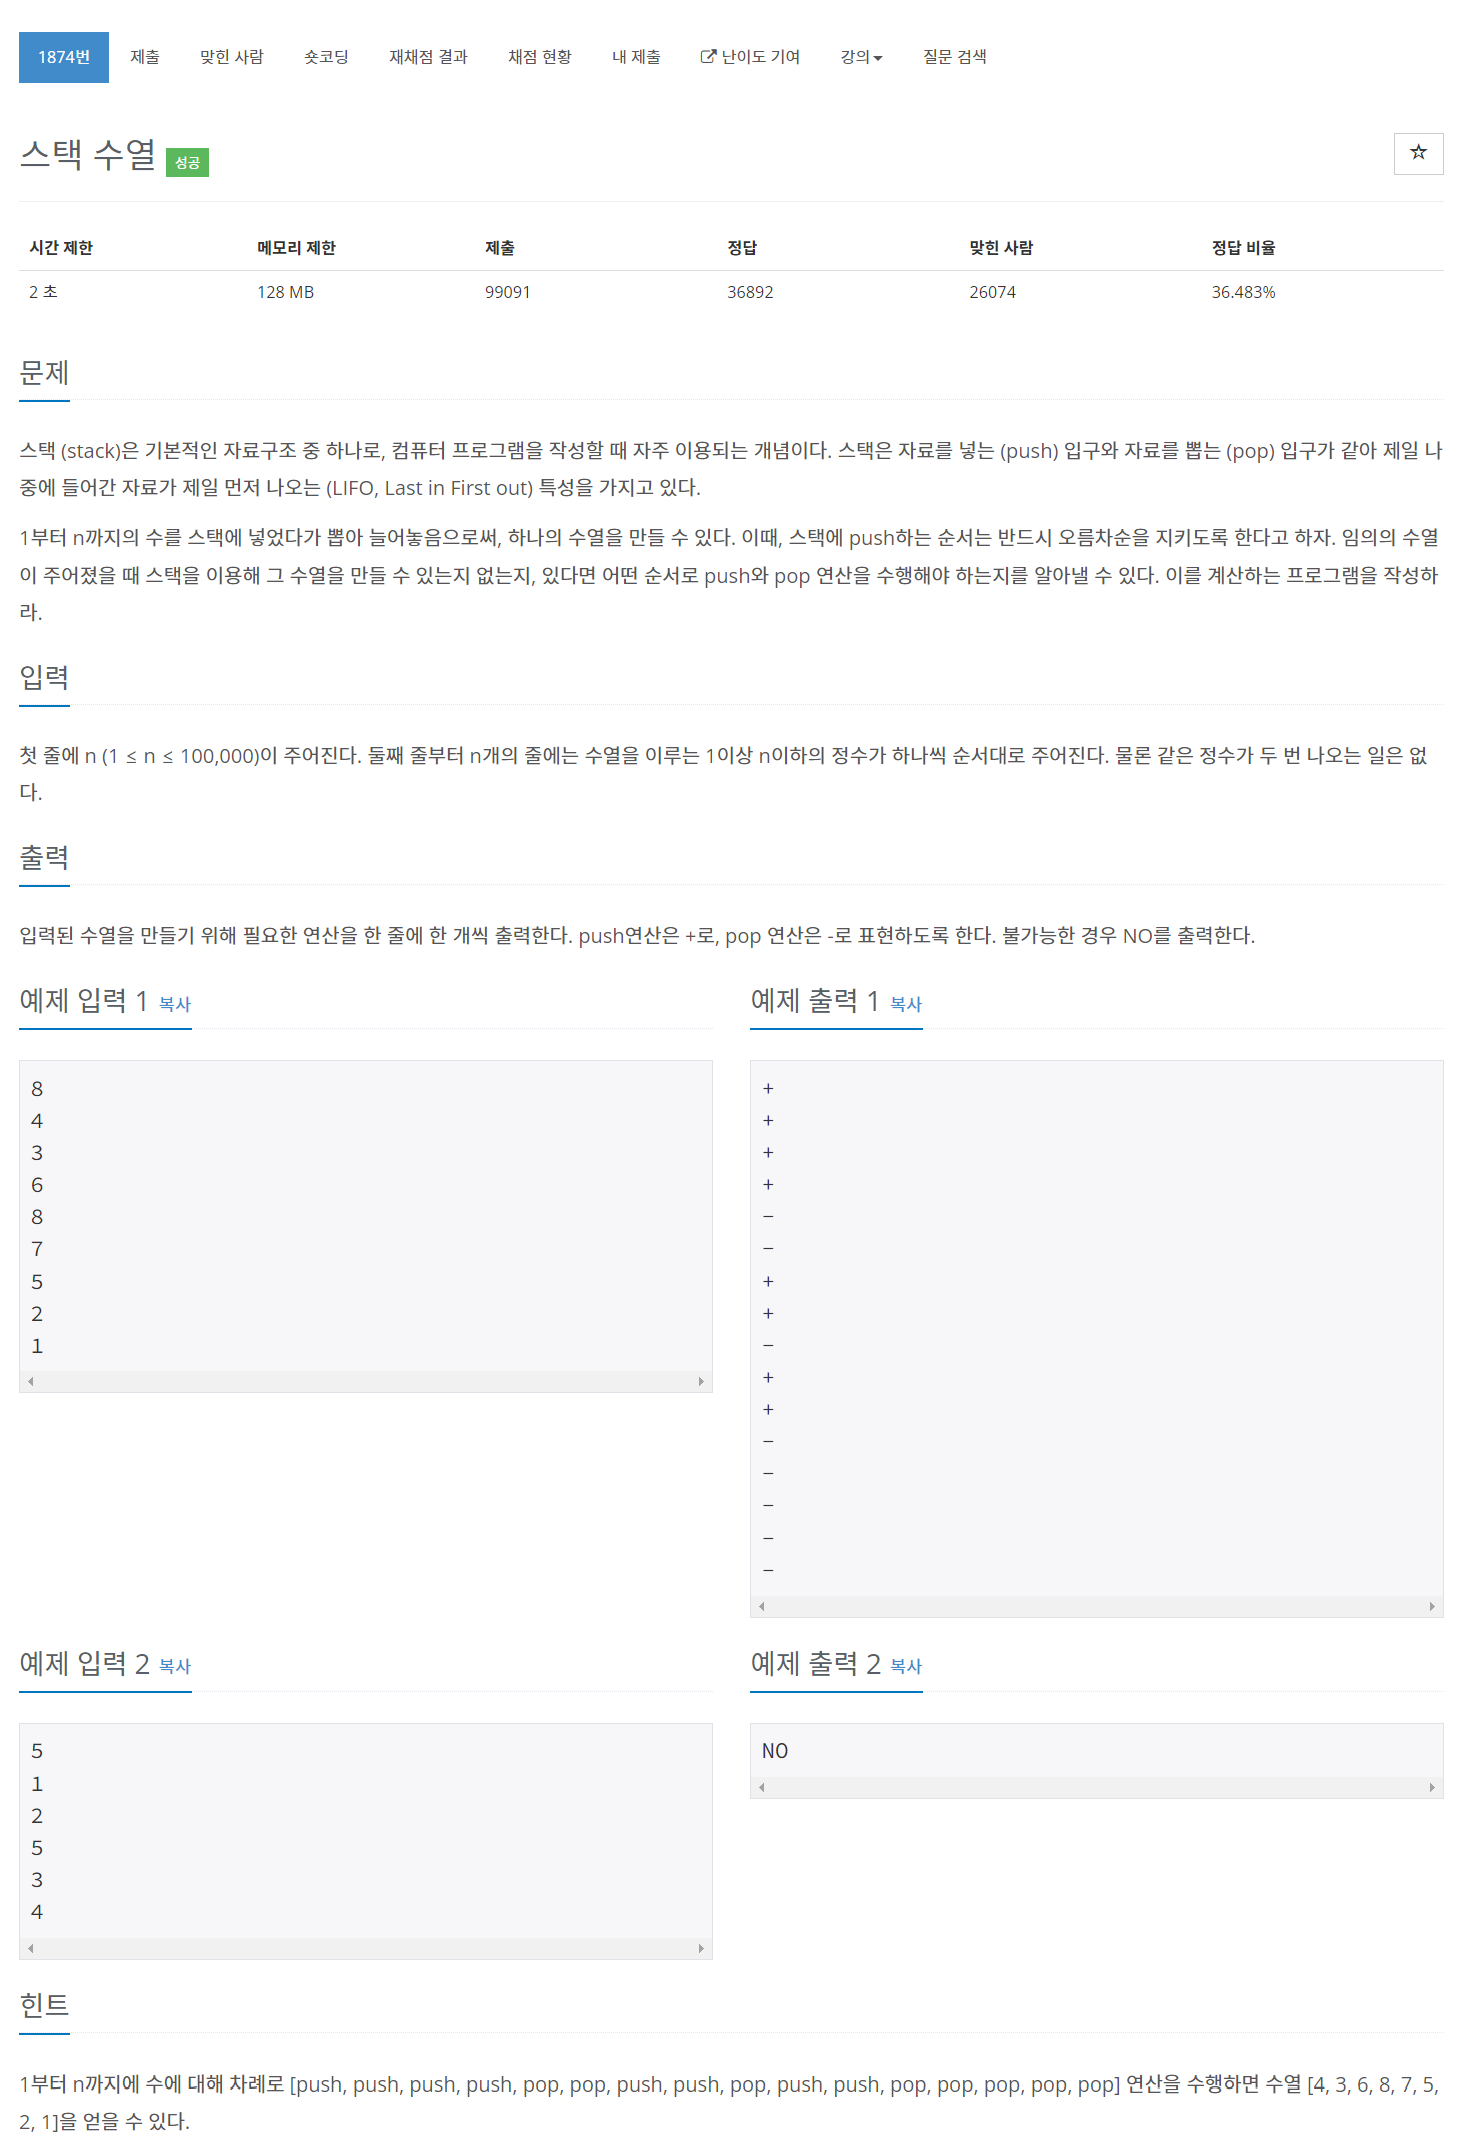 1874번 제출 맞힌 사람 숏코딩 재채점 결과 채점 현황 내 제출 난이도 기여 강의 질문 검색
스택 수열 성공
시간 제한 메모리 제한 제출 정답 맞힌 사람 정답 비율
2 초 128 MB 99091 36892 26074 36.483%
문제
스택 (stack)은 기본적인 자료구조 중 하나로, 컴퓨터 프로그램을 작성할 때 자주 이용되는 개념이다. 스택은 자료를 넣는 (push) 입구와 자료를 뽑는 (pop) 입구가 같아 제일 나
중에 들어간 자료가 제일 먼저 나오는 (LIFO, Last in First out) 특성을 가지고 있다.
1부터 n까지의 수를 스택에 넣었다가 뽑아 늘어놓음으로써, 하나의 수열을 만들 수 있다. 이때, 스택에 push하는 순서는 반드시 오름차순을 지키도록 한다고 하자. 임의의 수열
이 주어졌을 때 스택을 이용해 그 수열을 만들 수 있는지 없는지, 있다면 어떤 순서로 push와 pop 연산을 수행해야 하는지를 알아낼 수 있다. 이를 계산하는 프로그램을 작성하
라.
입력
첫 줄에 n (1 ≤ n ≤ 100,000)이 주어진다. 둘째 줄부터 n개의 줄에는 수열을 이루는 1이상 n이하의 정수가 하나씩 순서대로 주어진다. 물론 같은 정수가 두 번 나오는 일은 없
다.
출력
입력된 수열을 만들기 위해 필요한 연산을 한 줄에 한 개씩 출력한다. push연산은 +로, pop 연산은 -로 표현하도록 한다. 불가능한 경우 NO를 출력한다.
예제 입력 1 복사
8
4
3
6
8
7
5
2
1
예제 출력 1 복사
+
+
+
+
-
-
+
+
-
+
+
-
-
-
-
-
예제 입력 2 복사
5
1
2
5
3
4
예제 출력 2 복사
NO
힌트
1부터 n까지에 수에 대해 차례로 [push, push, push, push, pop, pop, push, push, pop, push, push, pop, pop, pop, pop, pop] 연산을 수행하면 수열 [4, 3, 6, 8, 7, 5,
2, 1]을 얻을 수 있다.